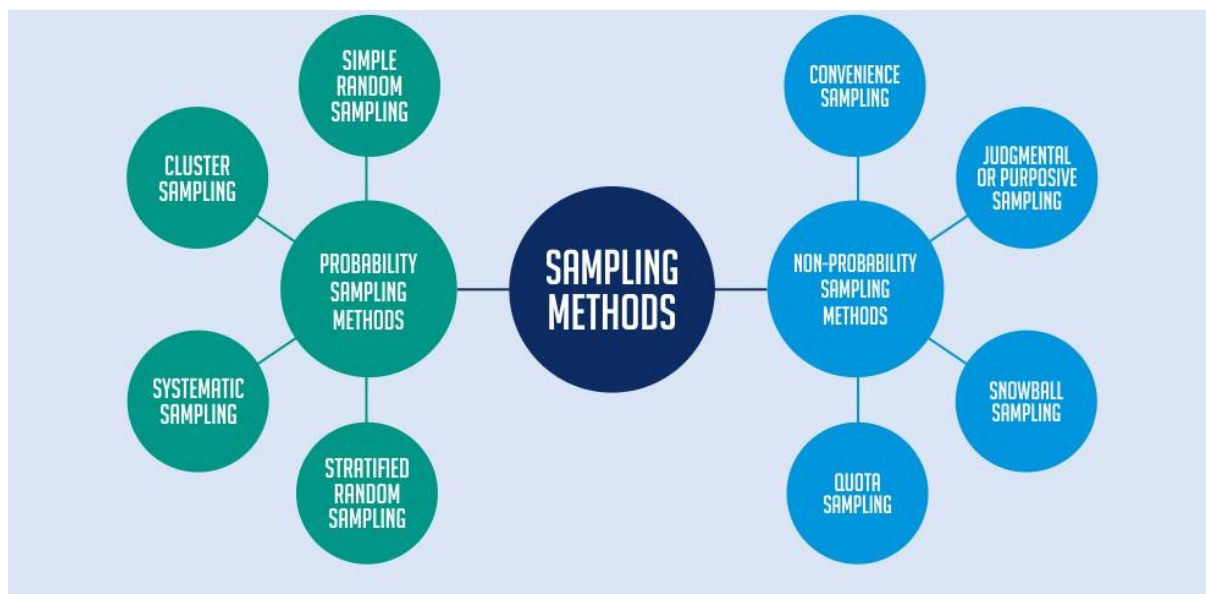 SIMPLE
RANDOM
SAMPLING
CLUSTER
SAMPLING
PROBABILITY
SAMPLING
METHODS
SYSTEMATIC
SAMPLING
STRATIFIED
RANDOM
SAMPLING
SAMPLING
METHODS
CONVENIENCE
SAMPLING
JUDGMENTAL
OR PURPOSIVE
SAMPLING
NON-PROBABILITY
SAMPLING
METHODS
SNOWBALL
SAMPLING
QUOTA
SAMPLING